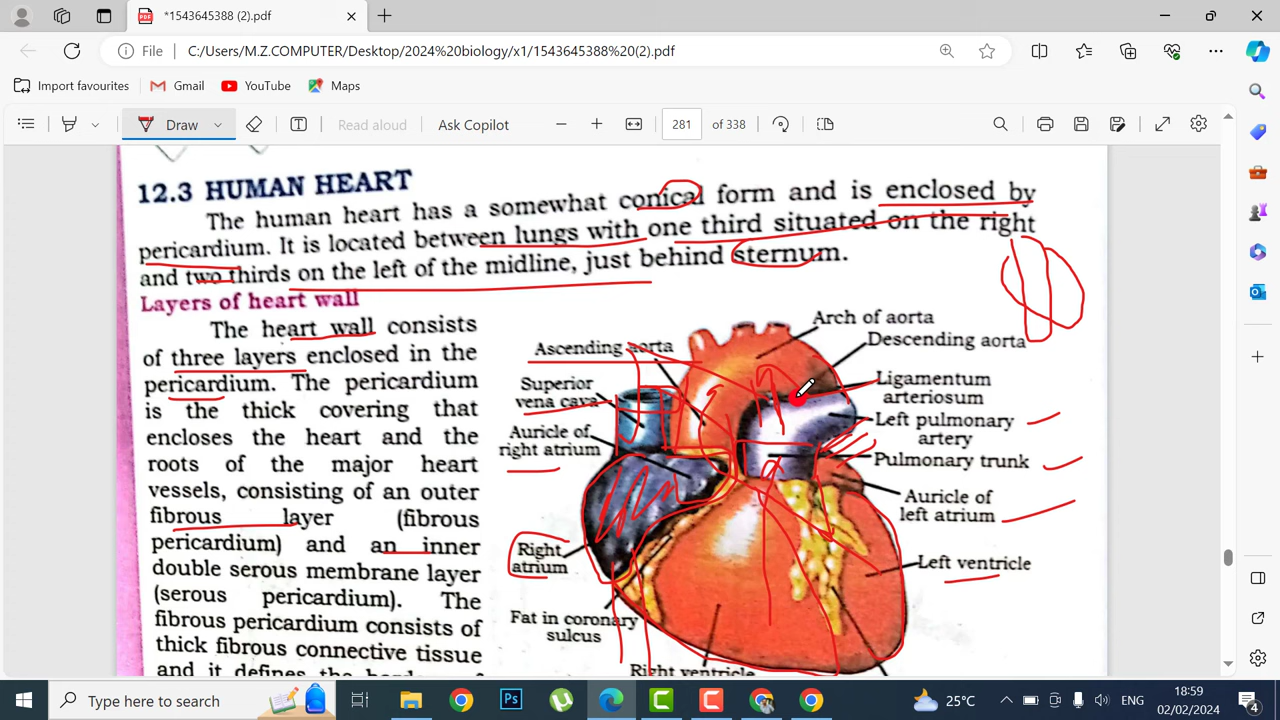 *1543645388 (2).pdf
File
C:/Users/M.Z.COMPUTER/Desktop/2024%20biology/x1/1543645388%20(2).pdf
Import favourites
Gmail
YouTube
Maps
Draw
Read aloud
Ask Copilot
281
of 338
12.3 HUMAN HEART
The human heart has a somewhat conical form and is enclosed by
pericardium. It is located between lungs with one third situated on the right
and two thirds on the left of the midline, just behind sternum.
Layers of heart wall
The heart wall consists
of three layers enclosed in the
pericardium. The pericardium
is the thick covering that
encloses the heart and the
roots of the major heart
vessels, consisting of an outer
fibrous layer (fibrous
pericardium) and an inner
double serous membrane layer
(serous pericardium). The
fibrous pericardium consists of
thick fibrous connective tissue
and it defines the
Arch of aorta
Descending aorta
Ascending aorta
Ligamentum
arteriosum
Superior
vena cava
Left pulmonary
artery
Auricle of
right atrium
Pulmonary trunk
Auricle of
left atrium
Right
atrium
Left ventricle
Fat in coronary
sulcus
Right ventricle
Type here to search
25°C
ENG
18:59
02/02/2024
4